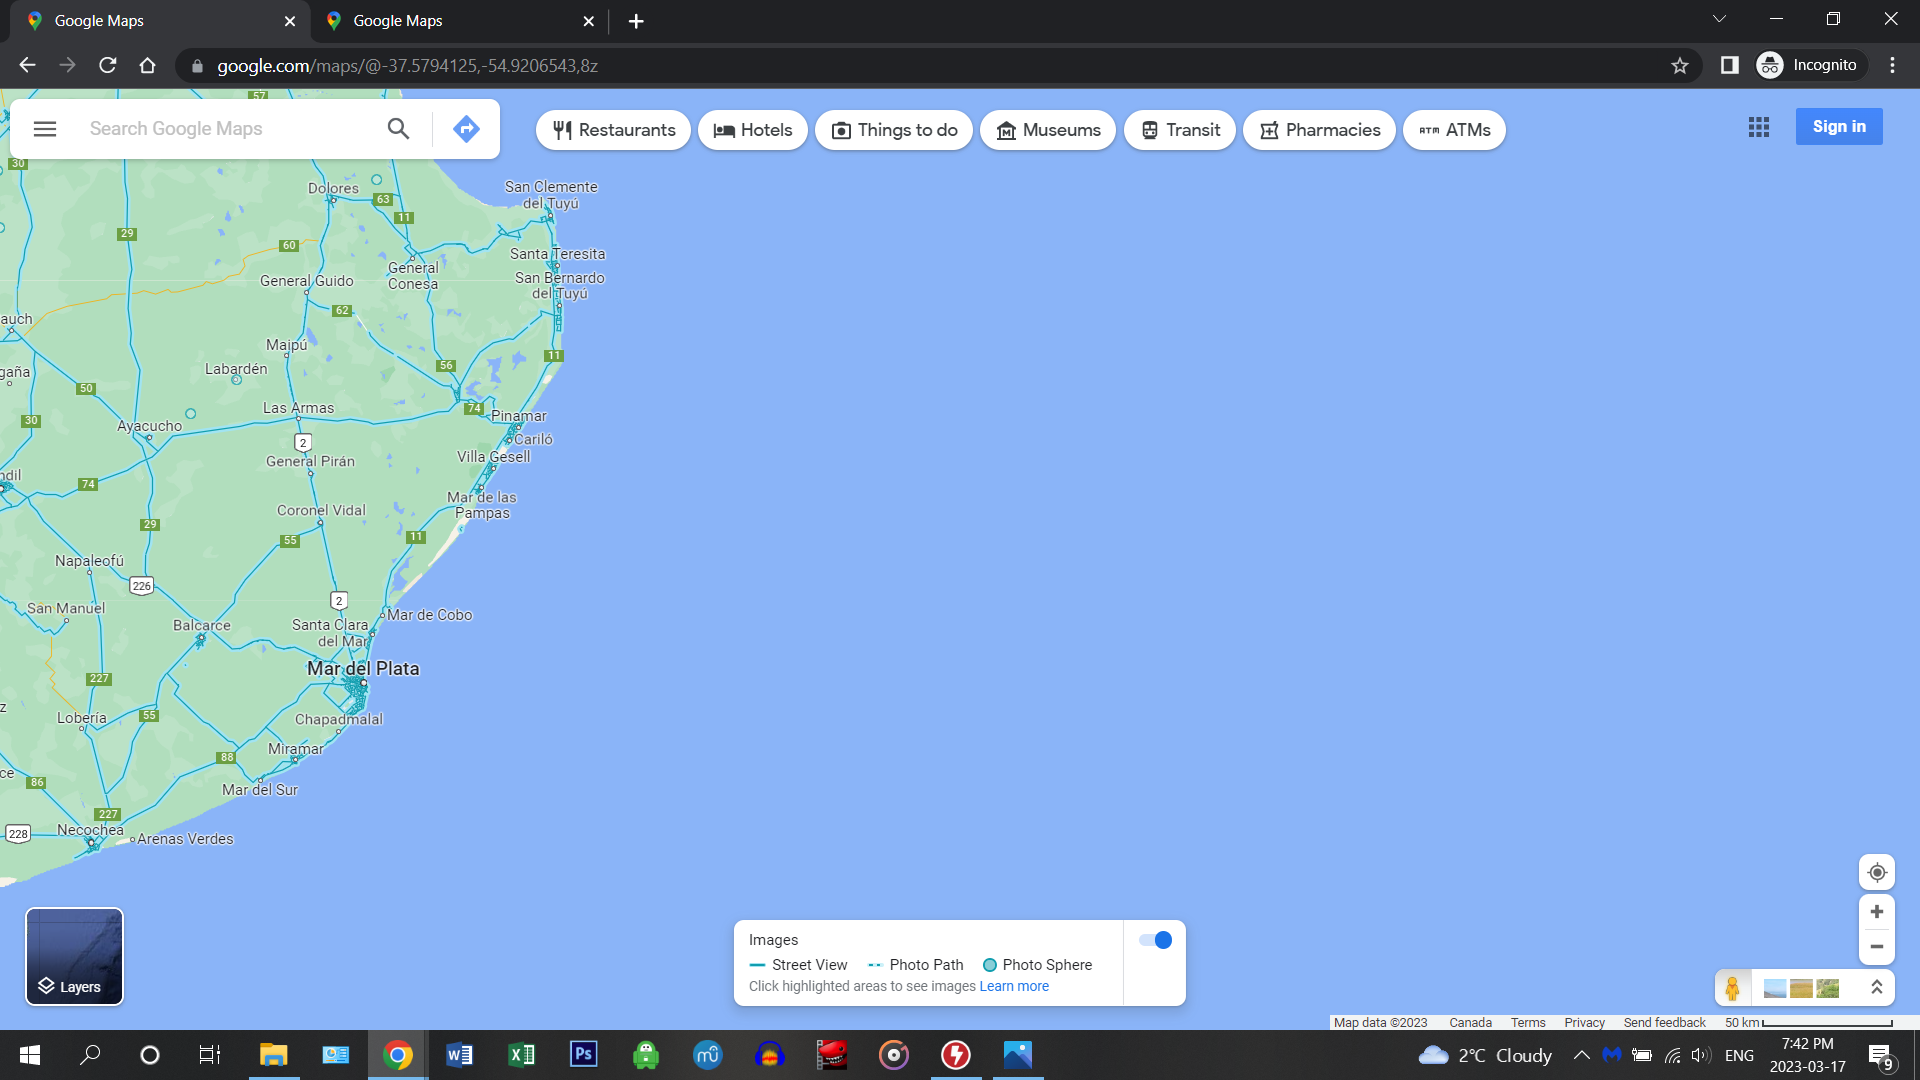 Google Maps
Google Maps
google.com/maps/@-37.5794125,-54.9206543,8z
Incognito
Search Google Maps
Restaurants
Hotels
Things to do
Museums
Transit
Pharmacies
ATM ATMs
Sign in
57
30
Dolores
63
11
San Clemente
del Tuyú
29
60
Santa Teresita
General
Conesa
General Guido
San Bernardo
del Tuyú
62
auch
Maipú
11
Labardén
56
gaña
50
Las Armas
74
Pinamar
30
Ayacucho
2
Cariló
General Pirán
Villa Gesell
ndil
74
Mar de las
Pampas
Coronel Vidal
29
55
11
Napaleofú
226
San Manuel
2
Mar de Cobo
Balcarce
Santa Clara
del Mar
Mar del Plata
227
z
Lobería
55
Chapadmalal
Miramar
88
ce
86
Mar del Sur
227
228
Necochea
Arenas Verdes
Layers
Images
Street View
Photo Path
Photo Sphere
Click highlighted areas to see images Learn more
Map data ©2023
Canada
Terms
Privacy
Send feedback
50 km
W
X
Ps
2°C Cloudy
ENG
7:42 PM
2023-03-17
9